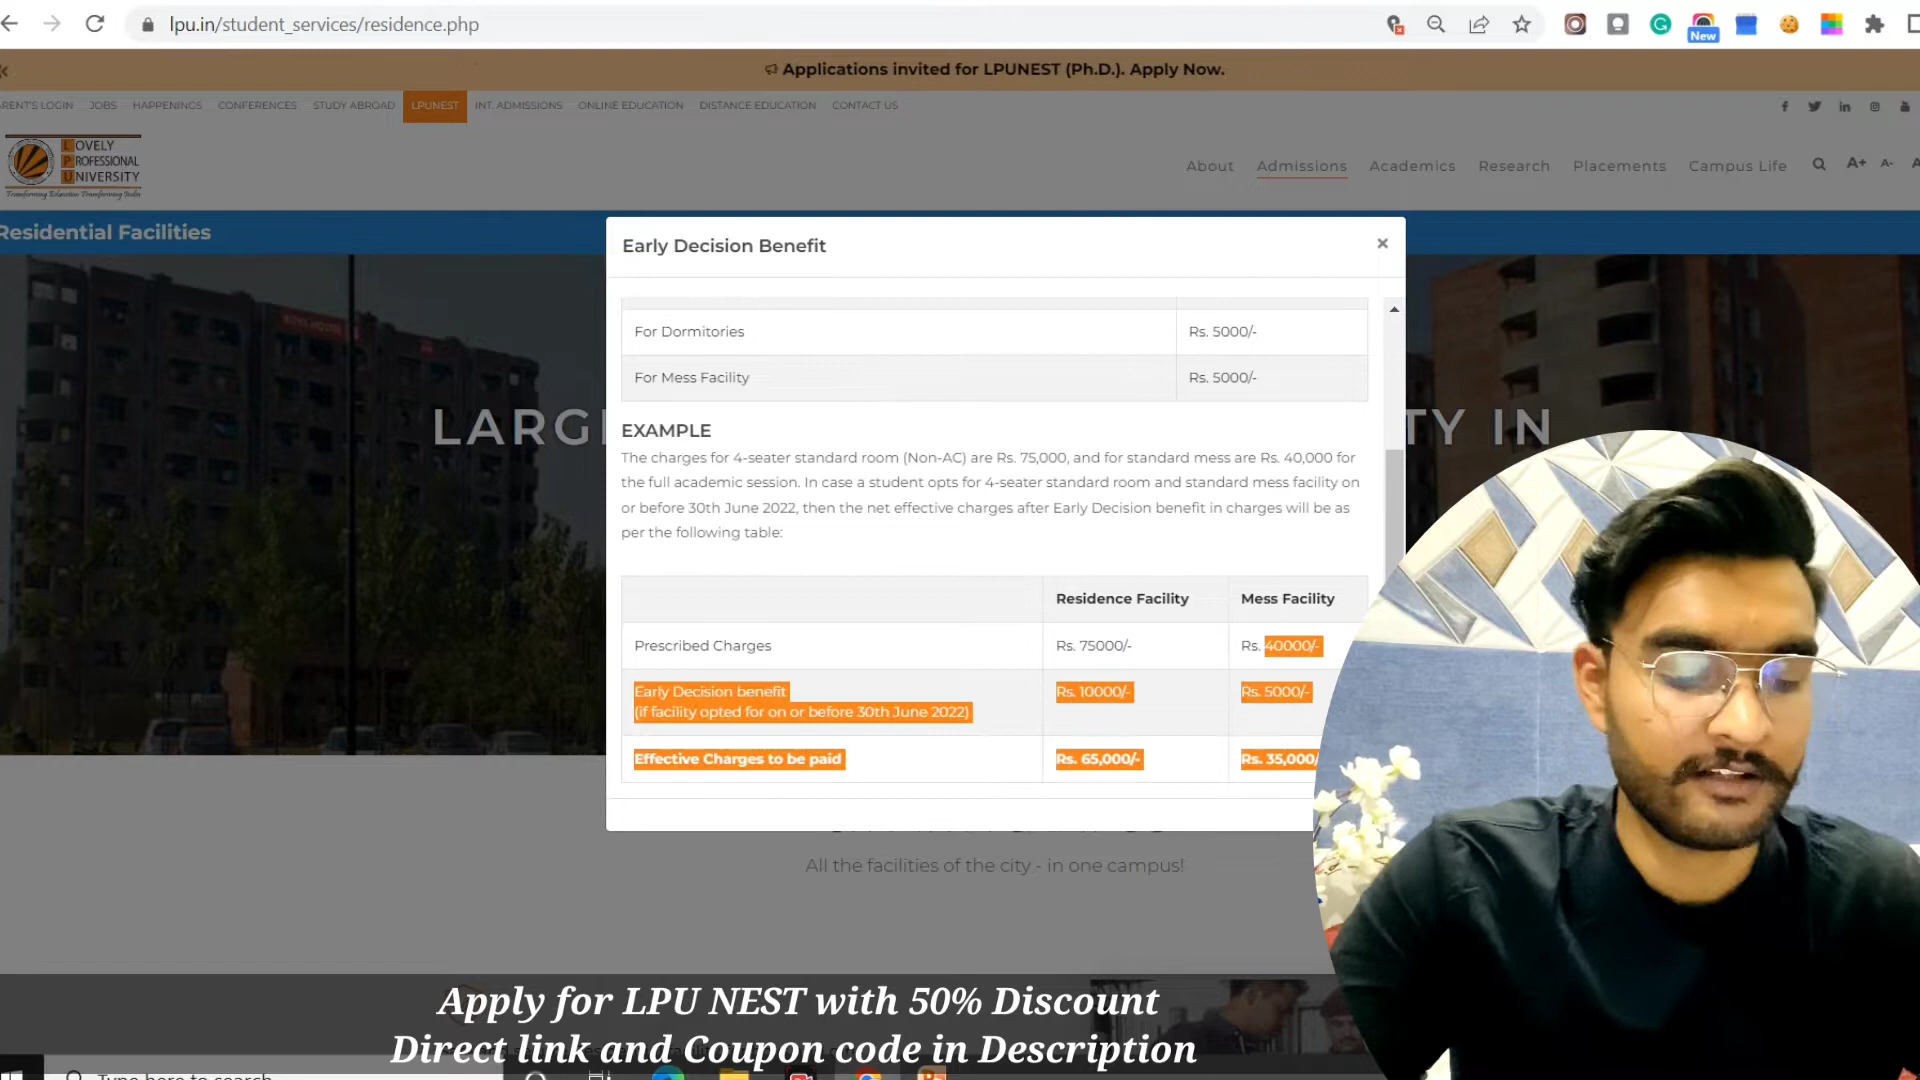 lpu.in/student_services/residence.php
New
Applications invited for LPUNEST (Ph.D.). Apply Now.
LOGIN JOBS HAPPENINGS CONFERENCES STUDY ABROAD LPUNEST INT. ADMISSIONS ONLINE EDUCATION DISTANCE EDUCATION CONTACT US
LOVELY
PROFESSIONAL
UNIVERSITY
Transforming Education Transforming India
About Admissions Academics Research Placements Campus Life A+ A-
Residential Facilities
Early Decision Benefit ×
For Dormitories Rs. 5000/-
For Mess Facility Rs. 5000/-
LARG TY IN
EXAMPLE
The charges for 4-seater standard room (Non-AC) are Rs. 75,000, and for standard mess are Rs. 40,000 for
the full academic session. In case a student opts for 4-seater standard room and standard mess facility on
or before 30th June 2022, then the net effective charges after Early Decision benefit in charges will be as
per the following table:
Residence Facility Mess Facility
Prescribed Charges Rs. 75000/- Rs. 40000/-
Early Decision benefit Rs. 10000/- Rs. 5000/-
(if facility opted for on or before 30th June 2022)
Effective Charges to be paid Rs. 65,000/- Rs. 35,000/
All the facilities of the city - in one campus!
Apply for LPU NEST with 50% Discount
Direct link and Coupon code in Description
Type here to search